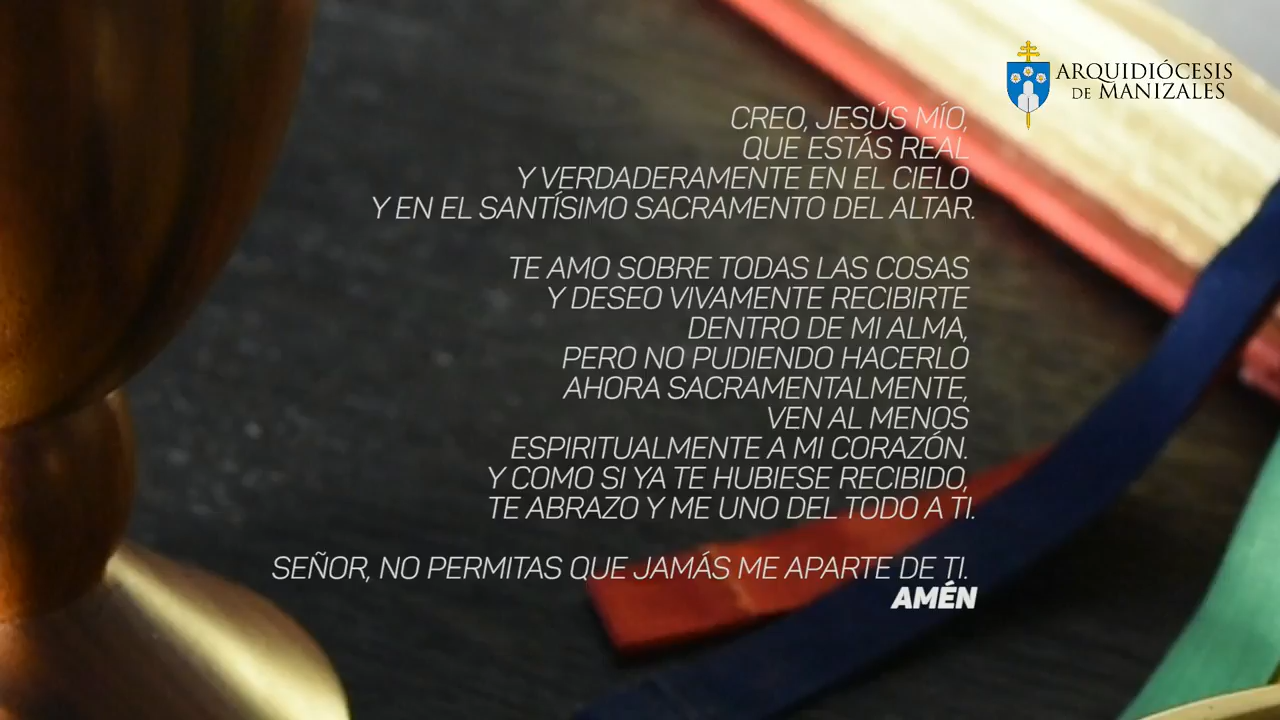 ARQUIDIÓCESIS
DE MANIZALES
CREO, JESÚS MÍO,
QUE ESTÁS REAL
Y VERDADERAMENTE EN EL CIELO
Y EN EL SANTÍSIMO SACRAMENTO DEL ALTAR.
TE AMO SOBRE TODAS LAS COSAS
Y DESEO VIVAMENTE RECIBIRTE
DENTRO DE MI ALMA,
PERO NO PUDIENDO HACERLO
AHORA SACRAMENTALMENTE,
VEN AL MENOS
ESPIRITUALMENTE A MI CORAZÓN.
Y COMO SI YA TE HUBIESE RECIBIDO,
TE ABRAZO Y ME UNO DEL TODO A TI.
SEÑOR, NO PERMITAS QUE JAMÁS ME APARTE DE TI.
AMÉN